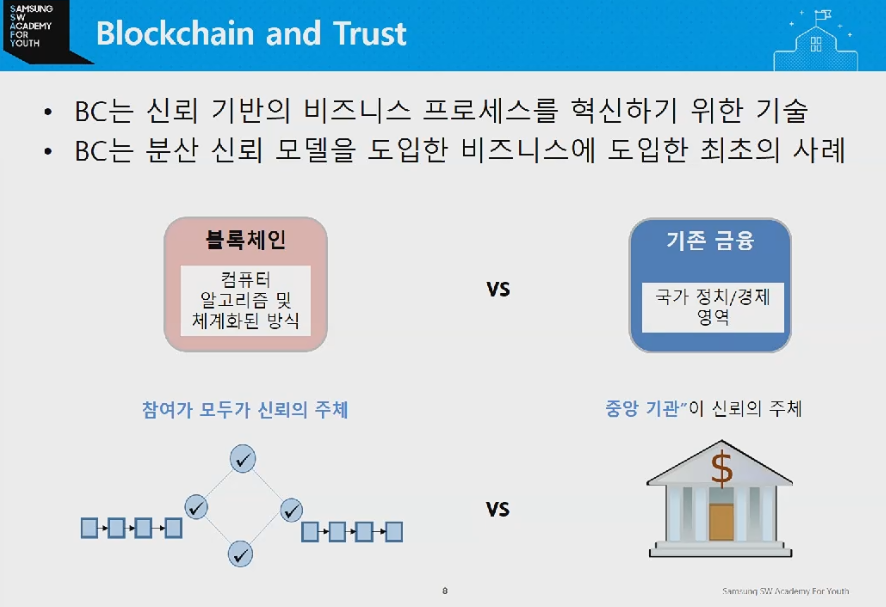 SAMSUNG
SW
ACADEMY
FOR
YOUTH
Blockchain and Trust
• BC는 신뢰 기반의 비즈니스 프로세스를 혁신하기 위한 기술
• BC는 분산 신뢰 모델을 도입한 비즈니스에 도입한 최초의 사례
블록체인
컴퓨터
알고리즘 및
체계화된 방식
vs
기존 금융
국가 정치/경제
영역
참여가 모두가 신뢰의 주체
중앙 기관”이 신뢰의 주체
vs
$
8
Samsung SW Academy For Youth